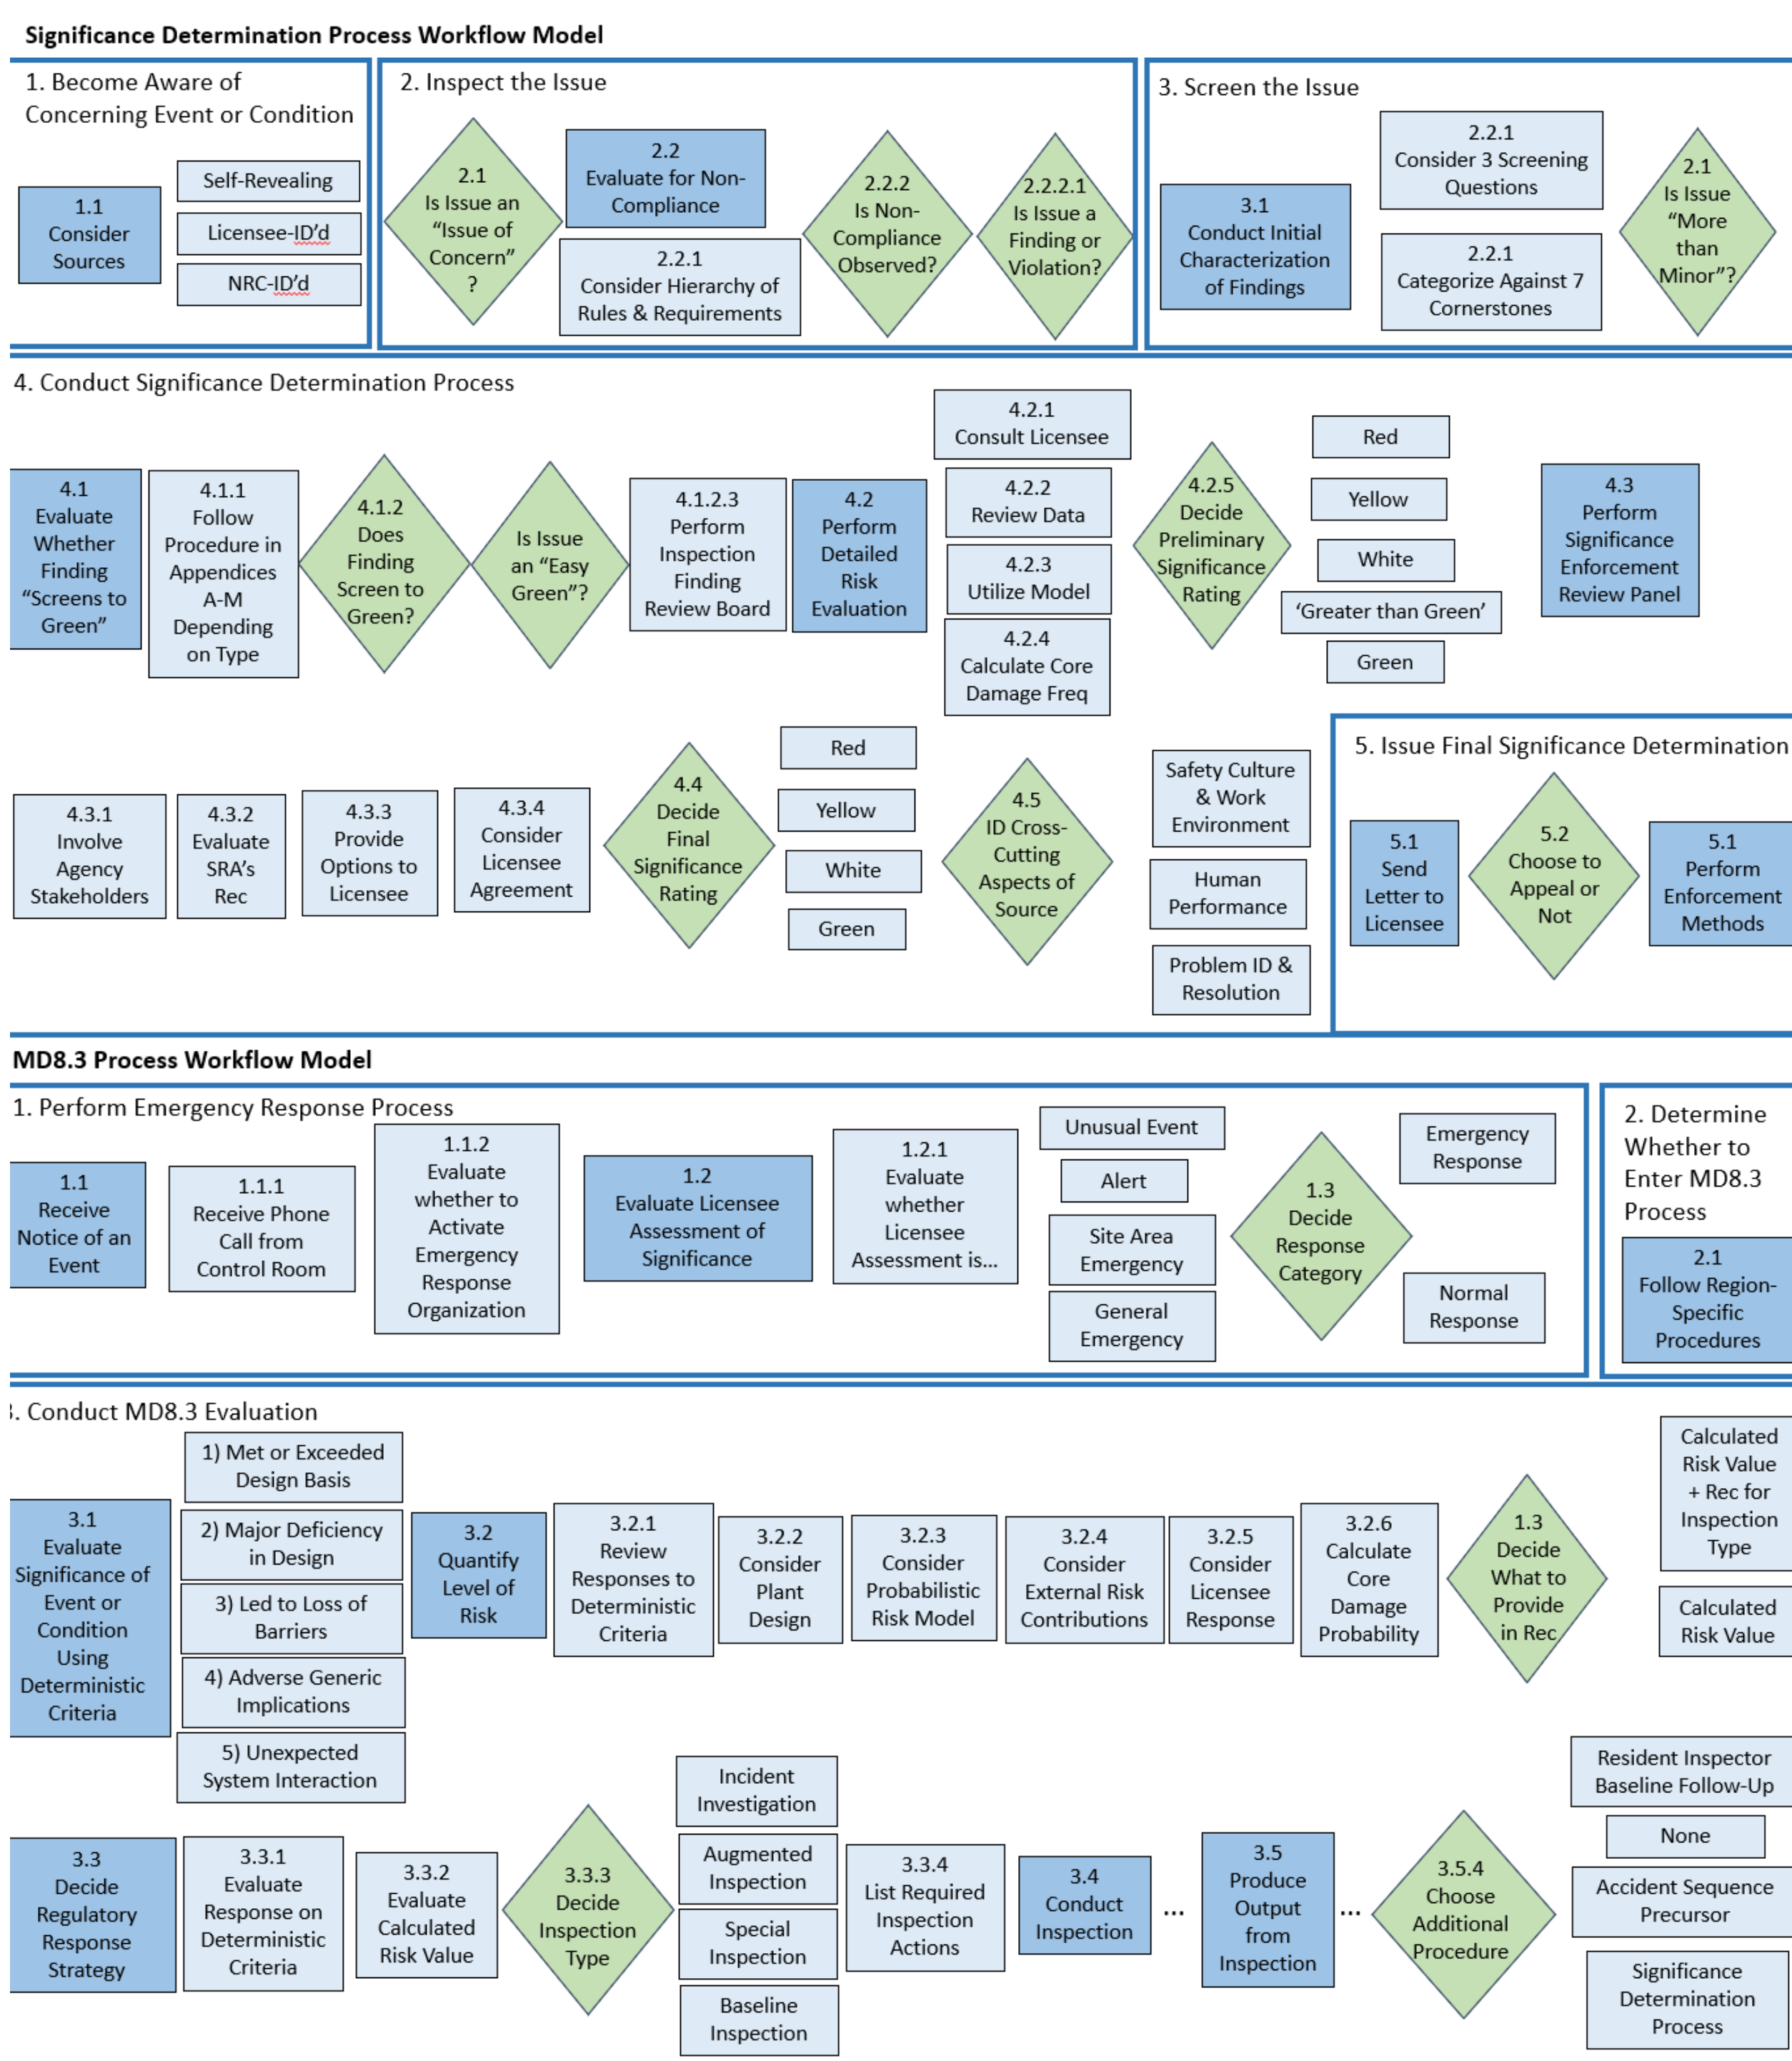 Significance Determination Process Workflow Model
1. Become Aware of
Concerning Event or Condition
1.1
Consider
Sources
Self-Revealing
Licensee-ID'd
NRC-ID'd
2. Inspect the Issue
2.1
Is Issue an
“Issue of
Concern”
?
2.2
Evaluate for Non-
Compliance
2.2.1
Consider Hierarchy of
Rules & Requirements
2.2.2
Is Non-
Compliance
Observed?
2.2.2.1
Is Issue a
Finding or
Violation?
3. Screen the Issue
3.1
Conduct Initial
Characterization
of Findings
2.2.1
Consider 3 Screening
Questions
2.2.1
Categorize Against 7
Cornerstones
2.1
Is Issue
“More
than
Minor”?
4. Conduct Significance Determination Process
4.1
Evaluate
Whether
Finding
“Screens to
Green”
4.1.1
Follow
Procedure in
Appendices
A-M
Depending
on Type
4.1.2
Does
Finding
Screen to
Green?
Is Issue
an “Easy
Green”?
4.1.2.3
Perform
Inspection
Finding
Review Board
4.2
Perform
Detailed
Risk
Evaluation
4.2.1
Consult Licensee
4.2.2
Review Data
4.2.3
Utilize Model
4.2.4
Calculate Core
Damage Freq
4.2.5
Decide
Preliminary
Significance
Rating
Red
Yellow
White
‘Greater than Green’
Green
4.3
Perform
Significance
Enforcement
Review Panel
4.3.1
Involve
Agency
Stakeholders
4.3.2
Evaluate
SRA's
Rec
4.3.3
Provide
Options to
Licensee
4.3.4
Consider
Licensee
Agreement
4.4
Decide
Final
Significance
Rating
Red
Yellow
White
Green
4.5
ID Cross-
Cutting
Aspects of
Source
Safety Culture
& Work
Environment
Human
Performance
Problem ID &
Resolution
5. Issue Final Significance Determination
5.1
Send
Letter to
Licensee
5.2
Choose to
Appeal or
Not
5.1
Perform
Enforcement
Methods
MD8.3 Process Workflow Model
1. Perform Emergency Response Process
1.1
Receive
Notice of an
Event
1.1.1
Receive Phone
Call from
Control Room
1.1.2
Evaluate
whether to
Activate
Emergency
Response
Organization
1.2
Evaluate Licensee
Assessment of
Significance
1.2.1
Evaluate
whether
Licensee
Assessment is...
Unusual Event
Alert
Site Area
Emergency
General
Emergency
1.3
Decide
Response
Category
Emergency
Response
Normal
Response
2. Determine
Whether to
Enter MD8.3
Process
2.1
Follow Region-
Specific
Procedures
3. Conduct MD8.3 Evaluation
3.1
Evaluate
Significance of
Event or
Condition
Using
Deterministic
Criteria
1) Met or Exceeded
Design Basis
2) Major Deficiency
in Design
3) Led to Loss of
Barriers
4) Adverse Generic
Implications
5) Unexpected
System Interaction
3.2
Quantify
Level of
Risk
3.2.1
Review
Responses to
Deterministic
Criteria
3.2.2
Consider
Plant
Design
3.2.3
Consider
Probabilistic
Risk Model
3.2.4
Consider
External Risk
Contributions
3.2.5
Consider
Licensee
Response
3.2.6
Calculate
Core
Damage
Probability
1.3
Decide
What to
Provide
in Rec
Calculated
Risk Value
+ Rec for
Inspection
Type
Calculated
Risk Value
3.3
Decide
Regulatory
Response
Strategy
3.3.1
Evaluate
Response on
Deterministic
Criteria
3.3.2
Evaluate
Calculated
Risk Value
3.3.3
Decide
Inspection
Type
Incident
Investigation
Augmented
Inspection
Special
Inspection
Baseline
Inspection
3.3.4
List Required
Inspection
Actions
3.4
Conduct
Inspection
...
3.5
Produce
Output
from
Inspection
...
3.5.4
Choose
Additional
Procedure
Resident Inspector
Baseline Follow-Up
None
Accident Sequence
Precursor
Significance
Determination
Process